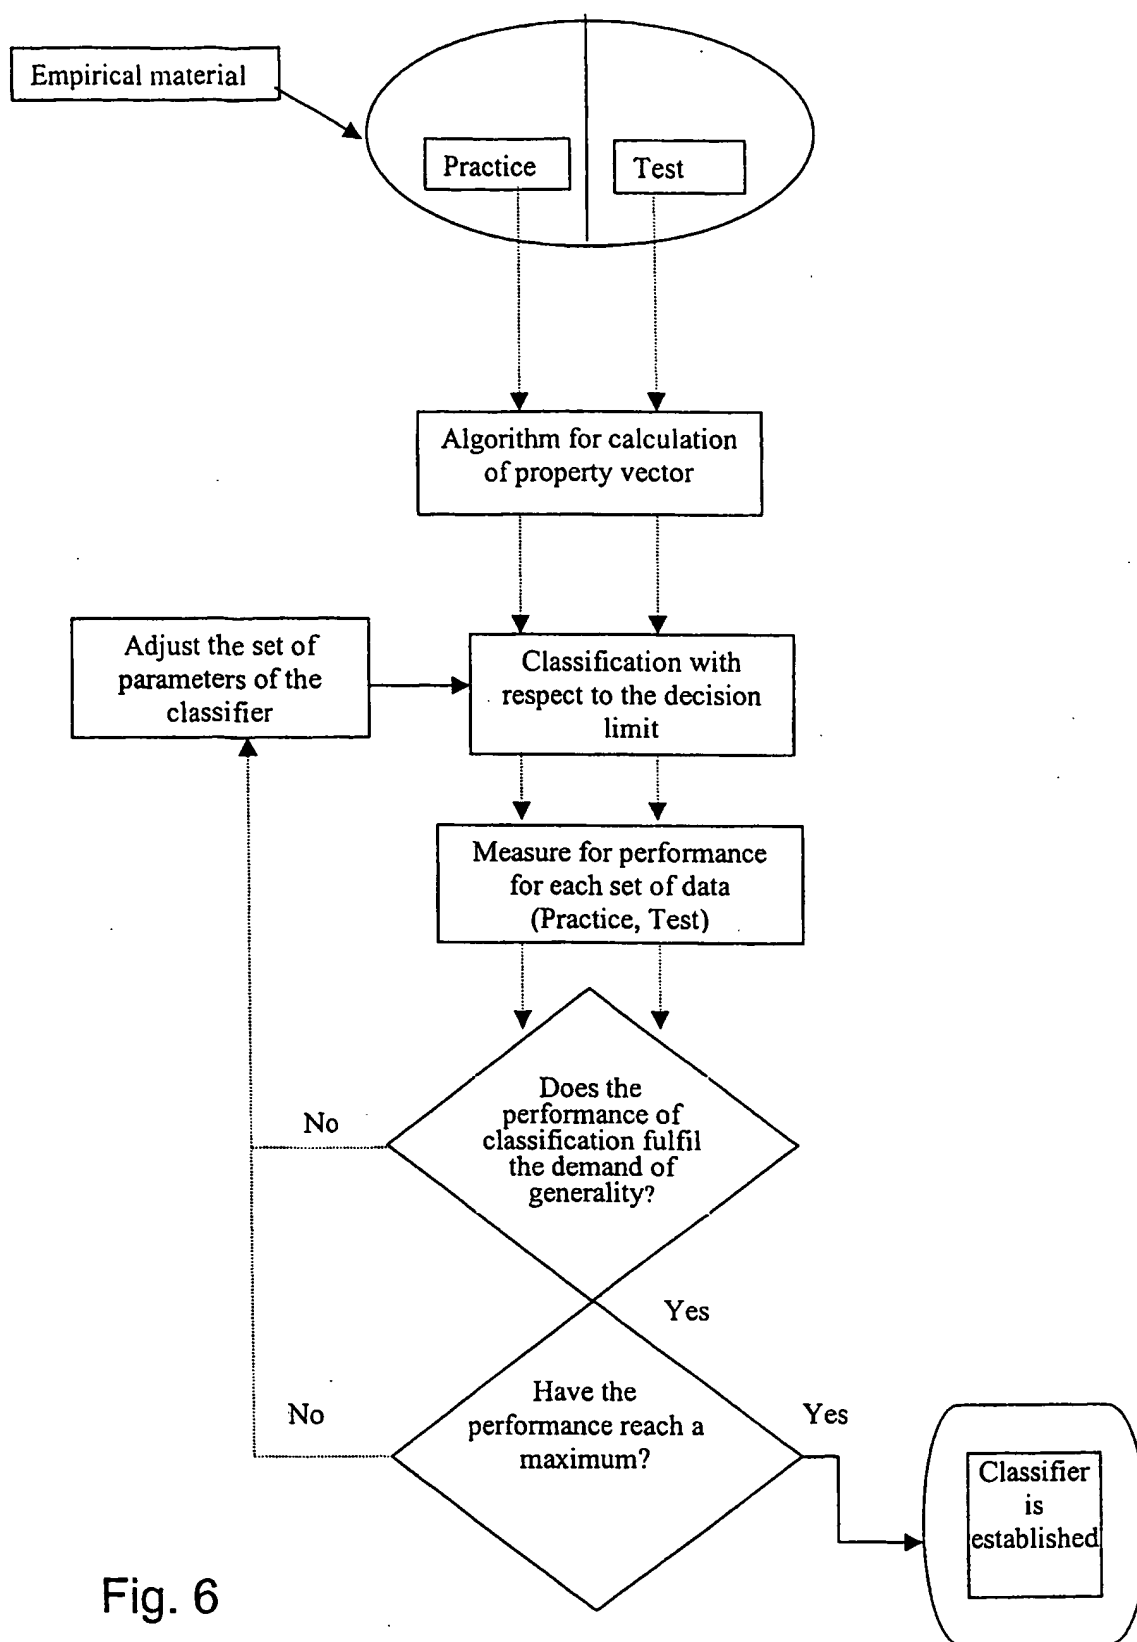 Empirical material
Practice
Test
Algorithm for calculation
of property vector
Adjust the set of
parameters of the
classifier
Classification with
respect to the decision
limit
Measure for performance
for each set of data
(Practice, Test)
Does the
performance of
classification fulfil
the demand of
generality?
No
Yes
Have the
performance reach a
maximum?
No
Yes
Classifier
is
established
Fig. 6